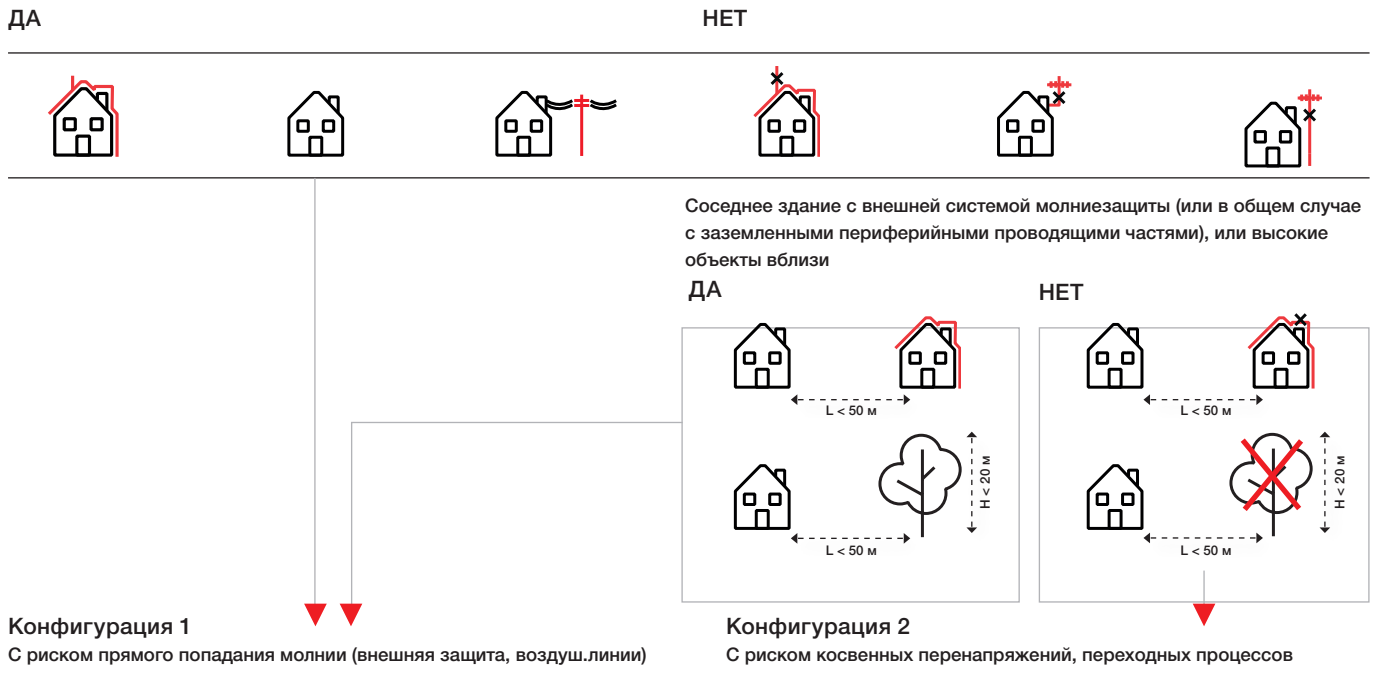 ДА
НЕТ
Соседнее здание с внешней системой молниезащиты (или в общем случае
с заземленными периферийными проводящими частями), или высокие
объекты вблизи
ДА
НЕТ
L < 50 м
L < 50 м
H < 20 м
H < 20 м
L < 50 м
L < 50 м
Конфигурация 1
С риском прямого попадания молнии (внешняя защита, воздуш.линии)
Конфигурация 2
С риском косвенных перенапряжений, переходных процессов